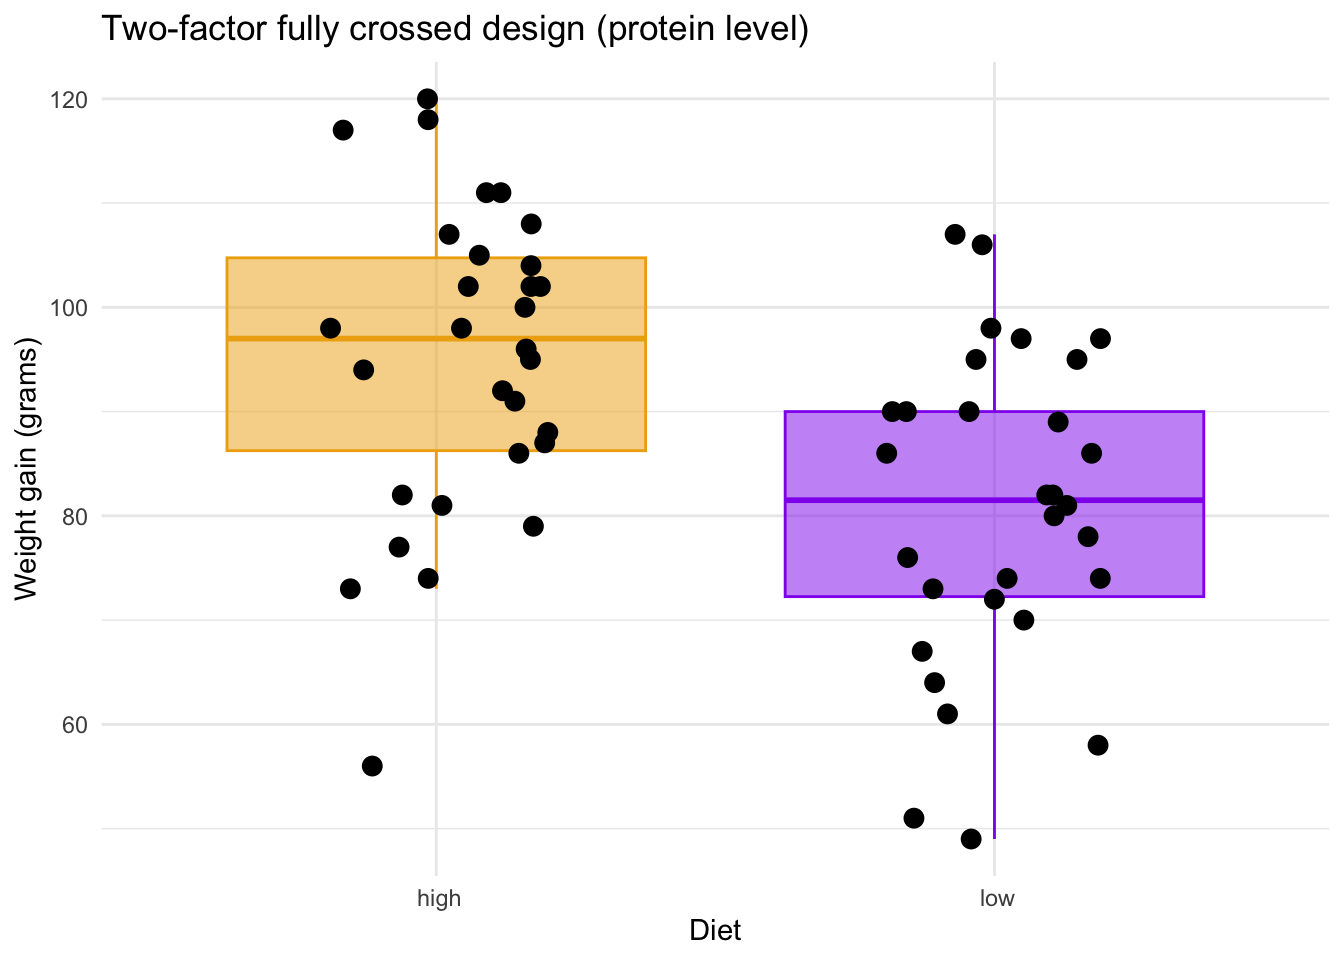 Two-factor fully crossed design (protein level)
120
100
80
60
Weight gain (grams)
high
low
Diet